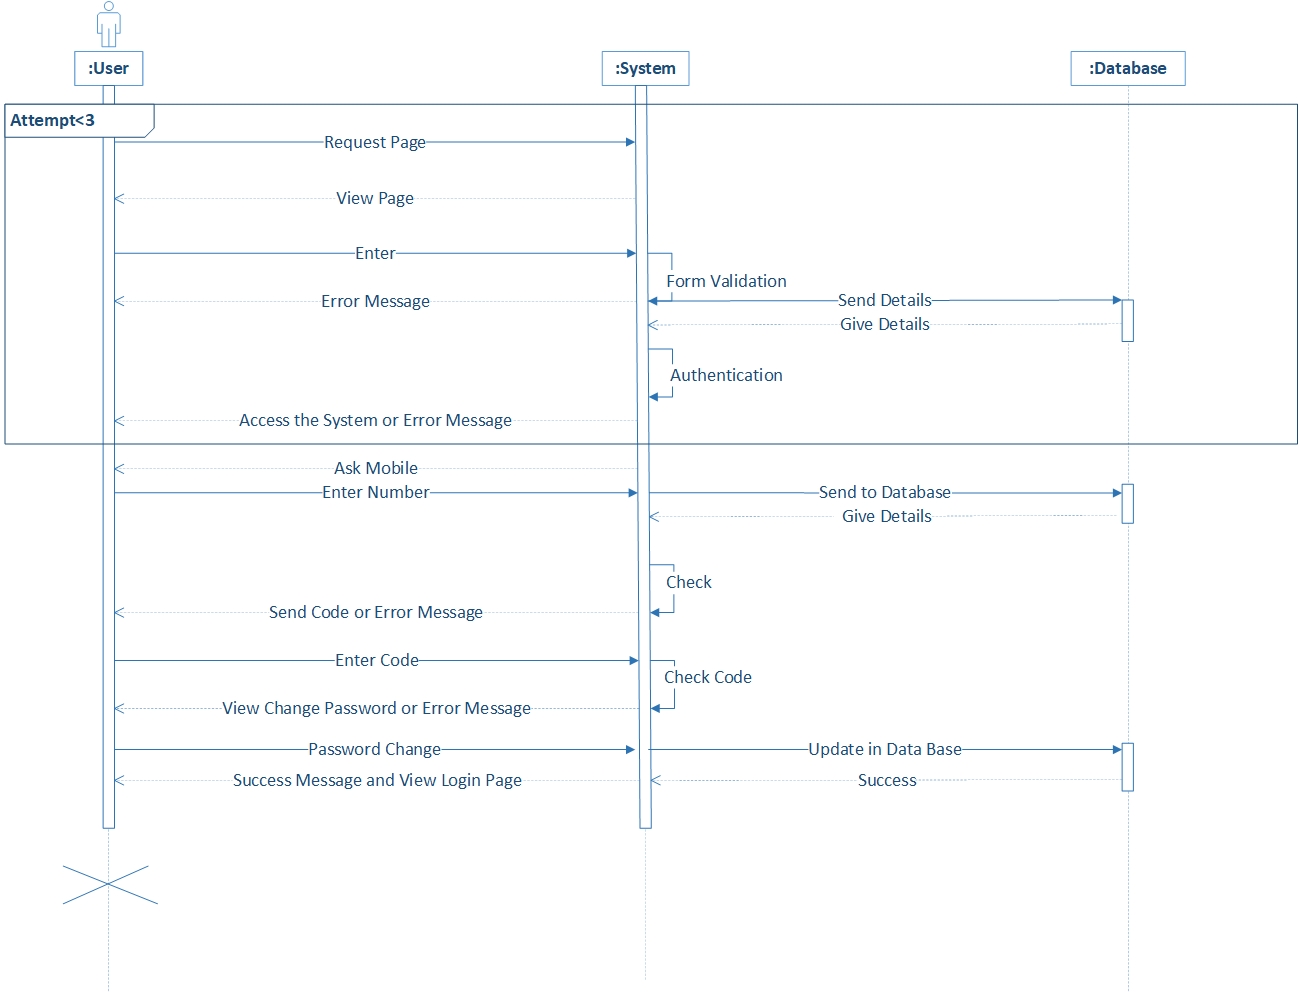 :User
:System
:Database
Attempt<3
Request Page
View Page
Enter
Form Validation
Error Message
Send Details
Give Details
Authentication
Access the System or Error Message
Ask Mobile
Enter Number
Send to Database
Give Details
Check
Send Code or Error Message
Enter Code
Check Code
View Change Password or Error Message
Password Change
Update in Data Base
Success Message and View Login Page
Success